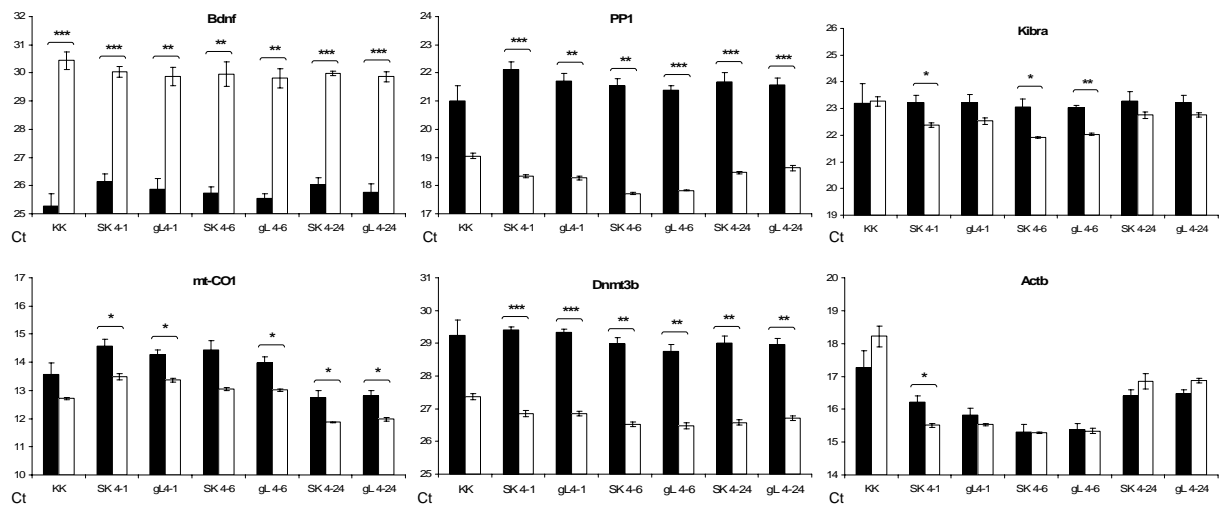 Bdnf
32
31
30
29
28
27
26
25
*** *** ** ** ** *** ***
KK SK 4-1 gL4-1 SK 4-6 gL 4-6 SK 4-24 gL 4-24
Ct
PP1
24
23
22
21
20
19
18
17
*** ** ** *** *** ***
KK SK 4-1 gL4-1 SK 4-6 gL 4-6 SK 4-24 gL 4-24
Ct
Kibra
26
25
24
23
22
21
20
19
* * **
KK SK 4-1 gL4-1 SK 4-6 gL 4-6 SK 4-24 gL 4-24
Ct
mt-CO1
17
16
15
14
13
12
11
10
* * * * *
KK SK 4-1 gL4-1 SK 4-6 gL 4-6 SK 4-24 gL 4-24
Ct
Dnmt3b
31
30
29
28
27
26
25
*** *** ** ** ** **
KK SK 4-1 gL4-1 SK 4-6 gL 4-6 SK 4-24 gL 4-24
Ct
Actb
20
19
18
17
16
15
14
*
KK SK 4-1 gL4-1 SK 4-6 gL 4-6 SK 4-24 gL 4-24
Ct